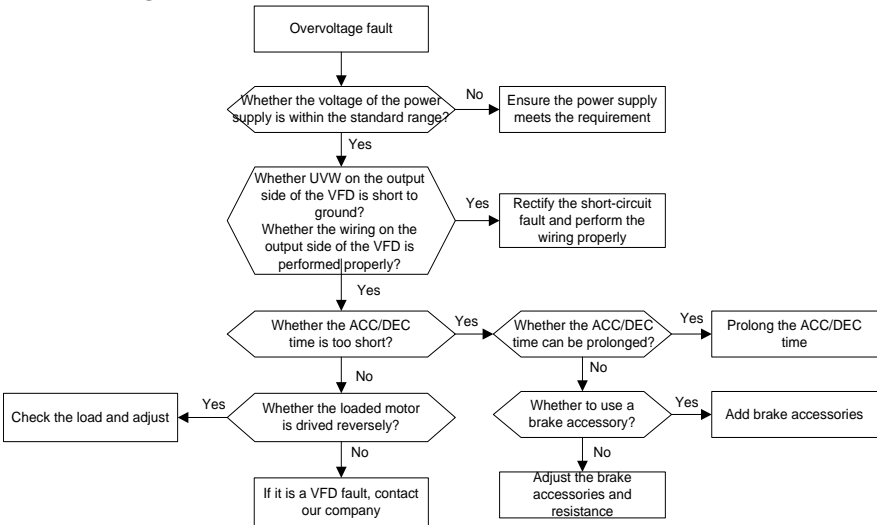 Overvoltage fault
Whether the voltage of the power
supply is within the standard range?
No
Ensure the power supply
meets the requirement
Yes
Whether UVW on the output
side of the VFD is short to
ground?
Whether the wiring on the
output side of the VFD is
performed properly?
Yes
Rectify the short-circuit
fault and perform the
wiring properly
Yes
Whether the ACC/DEC
time is too short?
Yes
Whether the ACC/DEC
time can be prolonged?
Yes
Prolong the ACC/DEC
time
No
No
Check the load and adjust
Yes
Whether the loaded motor
is drived reversely?
Whether to use a
brake accessory?
Yes
Add brake accessories
No
No
If it is a VFD fault, contact
our company
Adjust the brake
accessories and
resistance